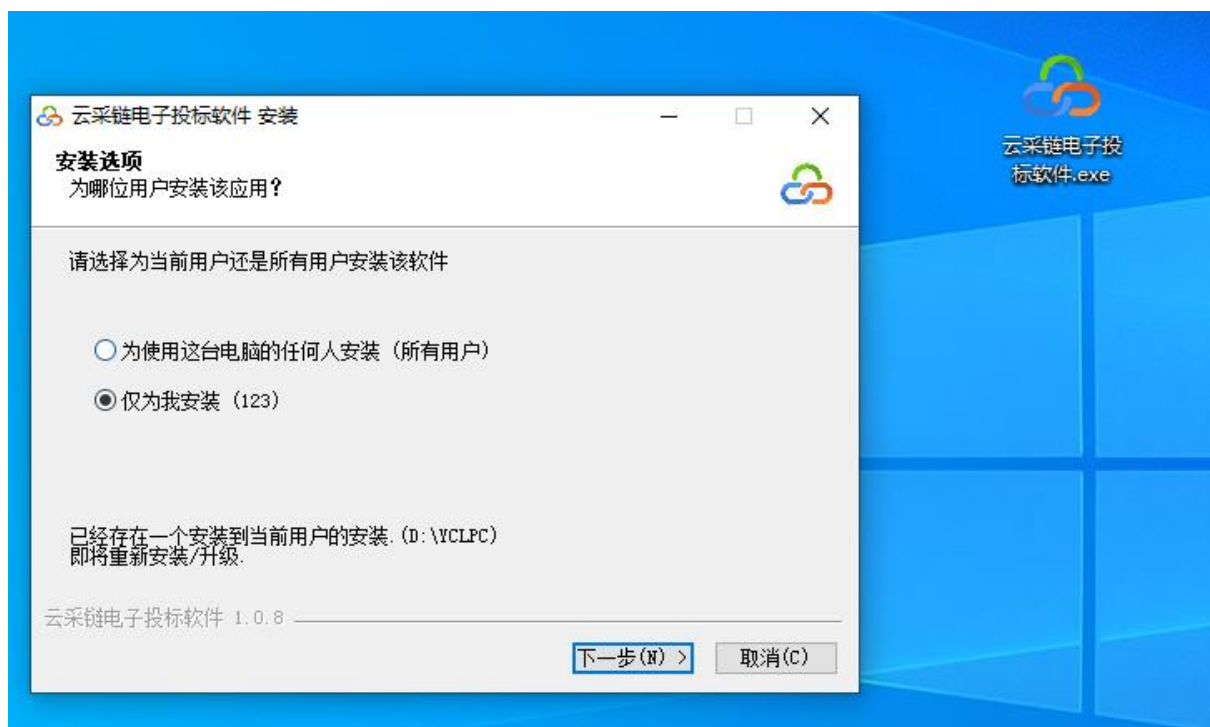 云采链电子投标软件 安装
安装选项
为哪位用户安装该应用?
请选择为当前用户还是所有用户安装该软件
为使用这台电脑的任何人安装（所有用户）
仅为我安装（123）
已经存在一个安装到当前用户的安装.(D:\YCLPC)
即将重新安装/升级.
云采链电子投标软件 1.0.8
下一步(N) >
取消(C)
云采链电子投
标软件.exe